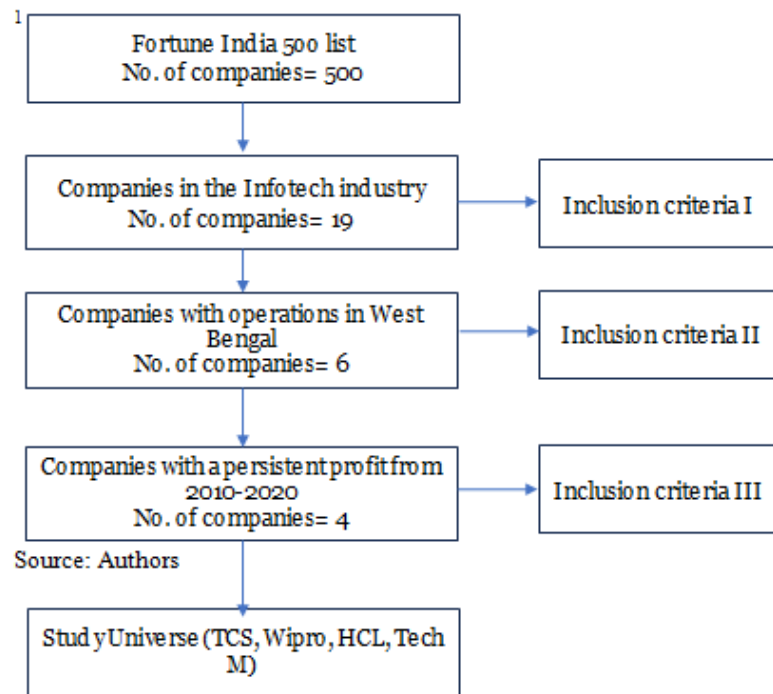 1
Fortune India 500 list
No. of companies= 500
Companies in the Infotech industry
No. of companies= 19
Inclusion criteria I
Companies with operations in West
Bengal
No. of companies= 6
Inclusion criteria II
Companies with a persistent profit from
2010-2020
No. of companies= 4
Inclusion criteria III
Source: Authors
Study Universe (TCS, Wipro, HCL, Tech
M)